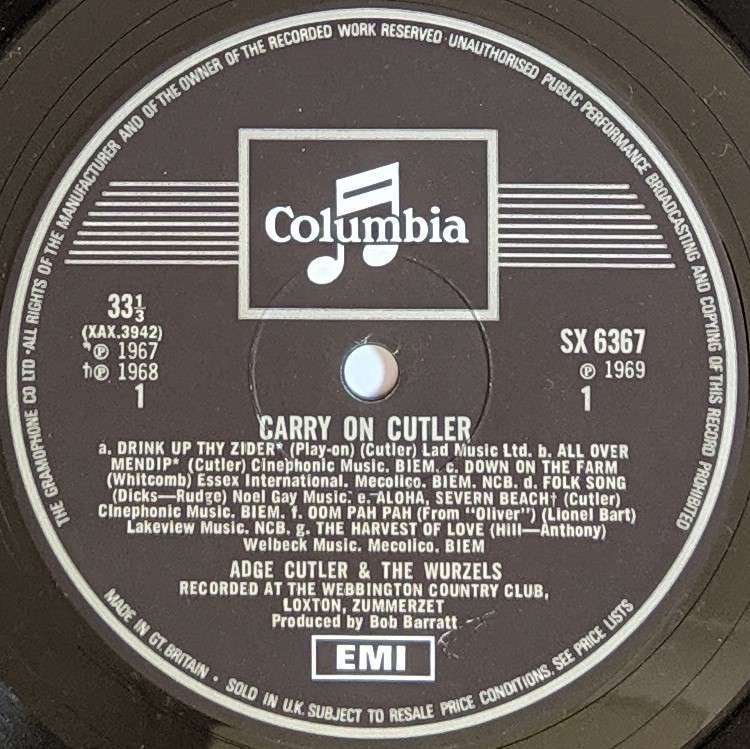 THE GRAMOPHONE CO LTD · ALL RIGHTS OF THE MANUFACTURER AND OF THE OWNER OF THE RECORDED WORK RESERVED · UNAUTHORISED PUBLIC PERFORMANCE BROADCASTING AND COPYING OF THIS RECORD PROHIBITED
Columbia
33⅓
(XAX.3942)
*℗ 1967
†℗ 1968
1
SX 6367
℗ 1969
1
CARRY ON CUTLER
a. DRINK UP THY ZIDER* (Play-on) (Cutler) Lad Music Ltd. b. ALL OVER
MENDIP* (Cutler) Cinephonic Music. BIEM. c. DOWN ON THE FARM
(Whitcomb) Essex International. Mecolico. BIEM. NCB. d. FOLK SONG
(Dicks—Rudge) Noel Gay Music. e. ALOHA, SEVERN BEACH† (Cutler)
Cinephonic Music. BIEM. f. OOM PAH PAH (From "Oliver") (Lionel Bart)
Lakeview Music. NCB. g. THE HARVEST OF LOVE (Hill—Anthony)
Welbeck Music. Mecolico. BIEM
ADGE CUTLER & THE WURZELS
RECORDED AT THE WEBBINGTON COUNTRY CLUB,
LOXTON, ZUMMERZET
Produced by Bob Barratt
EMI
MADE IN GT. BRITAIN · SOLD IN U.K. SUBJECT TO RESALE PRICE CONDITIONS, SEE PRICE LISTS